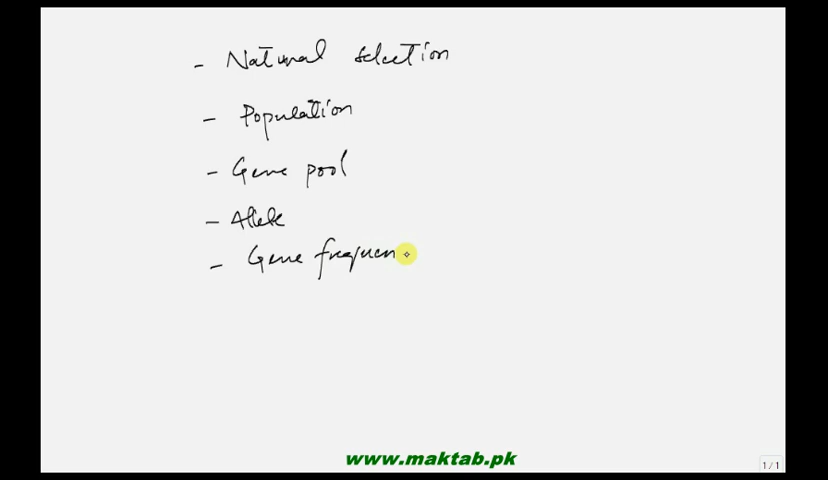 - Natural selection
- Population
- Gene pool
- Allele
- Gene frequen
www.maktab.pk
1/1